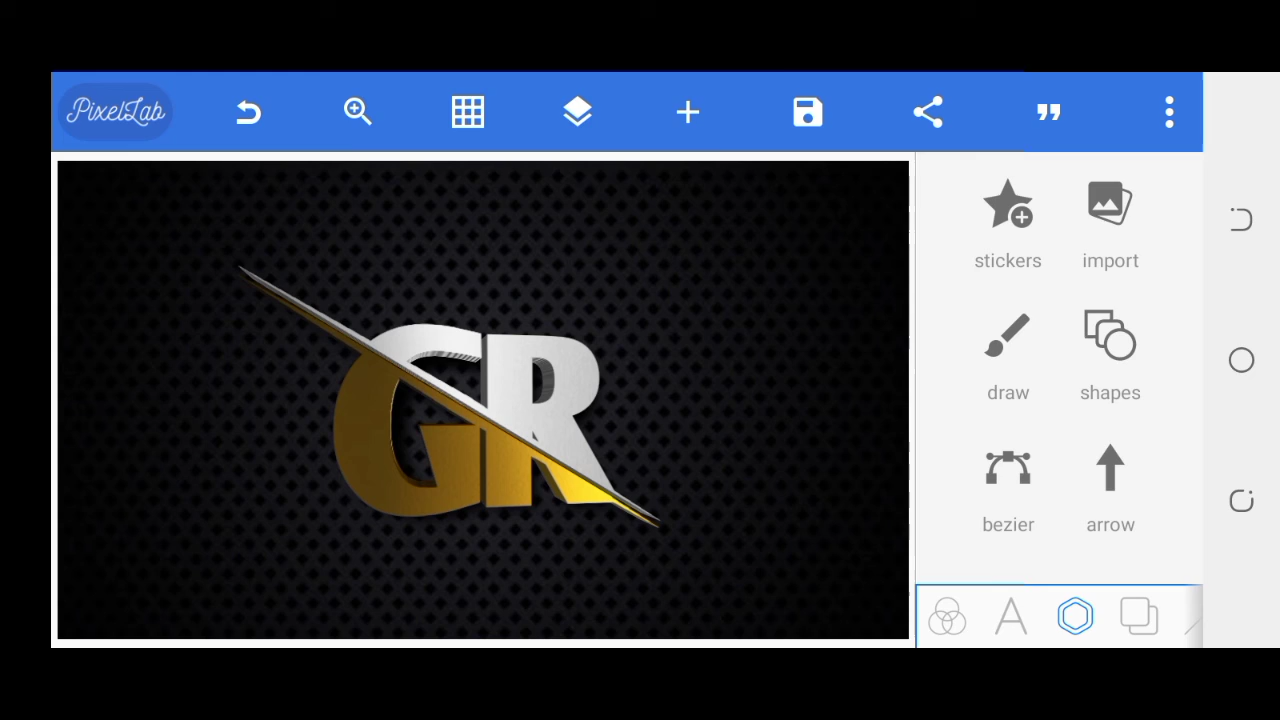 PixelLab
stickers import
draw shapes
bezier arrow
GR